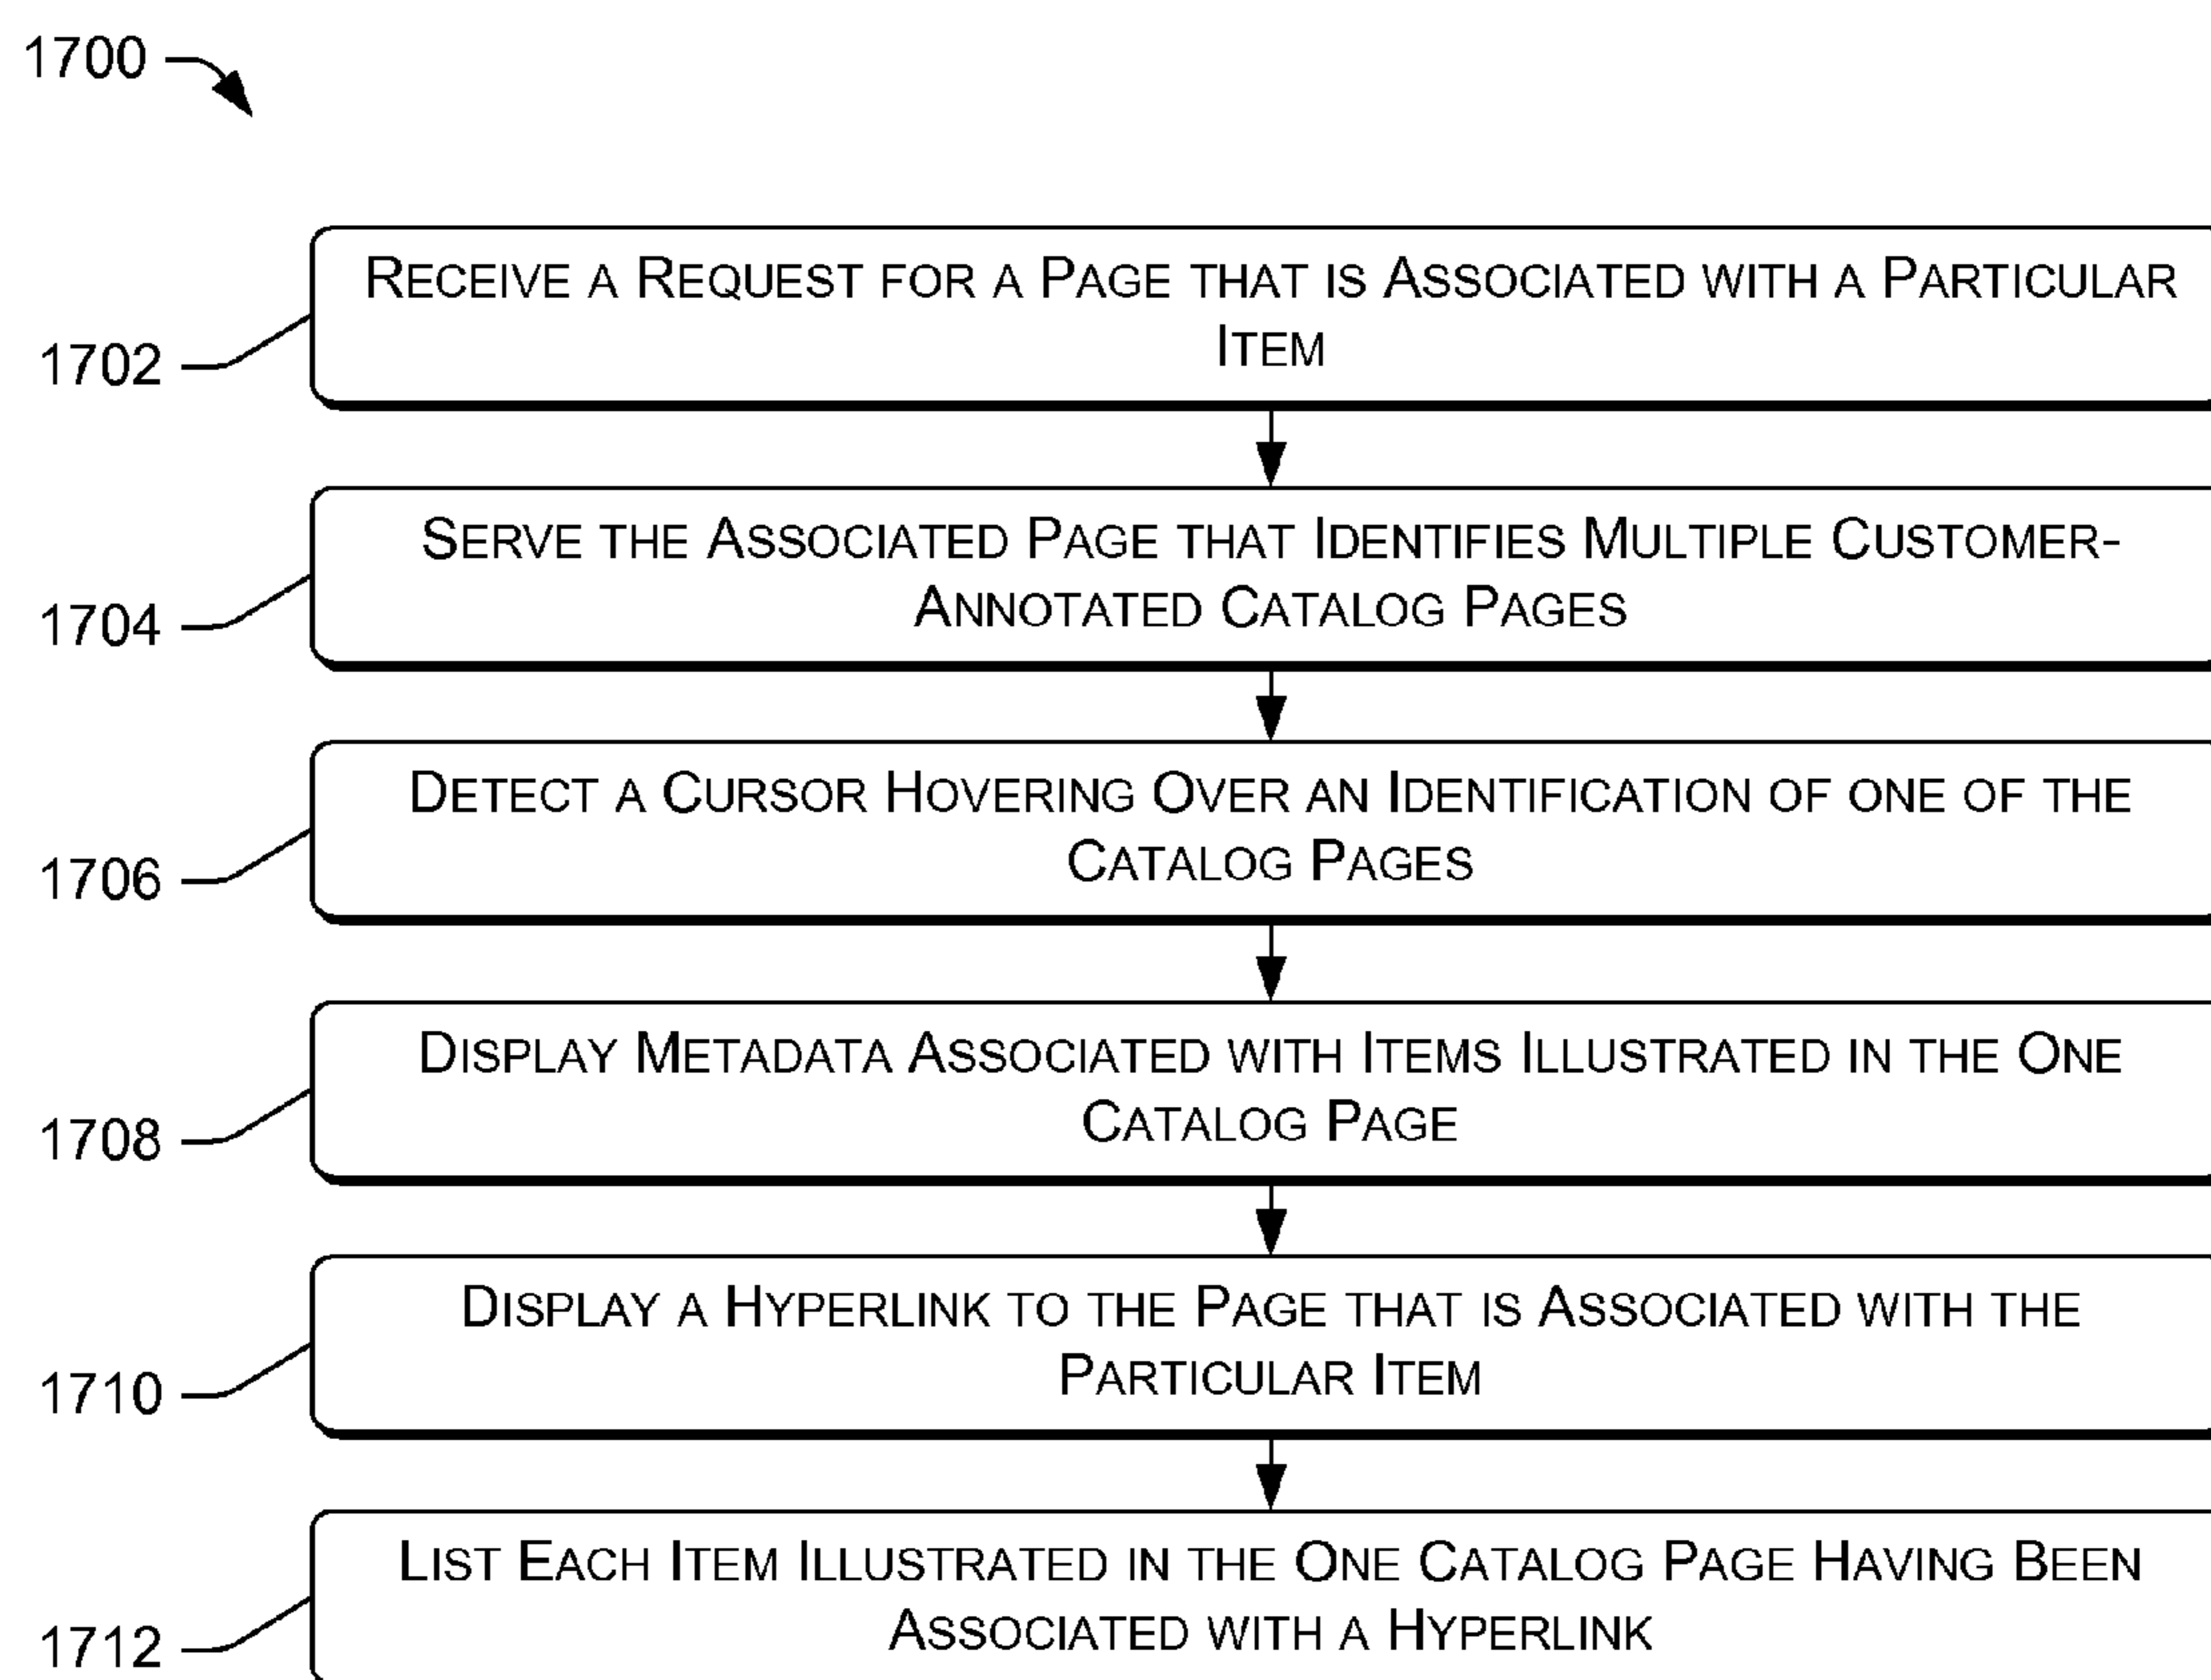 1700
RECEIVE A REQUEST FOR A PAGE THAT IS ASSOCIATED WITH A PARTICULAR
ITEM
1702
SERVE THE ASSOCIATED PAGE THAT IDENTIFIES MULTIPLE CUSTOMER-
ANNOTATED CATALOG PAGES
1704
DETECT A CURSOR HOVERING OVER AN IDENTIFICATION OF ONE OF THE
CATALOG PAGES
1706
DISPLAY METADATA ASSOCIATED WITH ITEMS ILLUSTRATED IN THE ONE
CATALOG PAGE
1708
DISPLAY A HYPERLINK TO THE PAGE THAT IS ASSOCIATED WITH THE
PARTICULAR ITEM
1710
LIST EACH ITEM ILLUSTRATED IN THE ONE CATALOG PAGE HAVING BEEN
ASSOCIATED WITH A HYPERLINK
1712